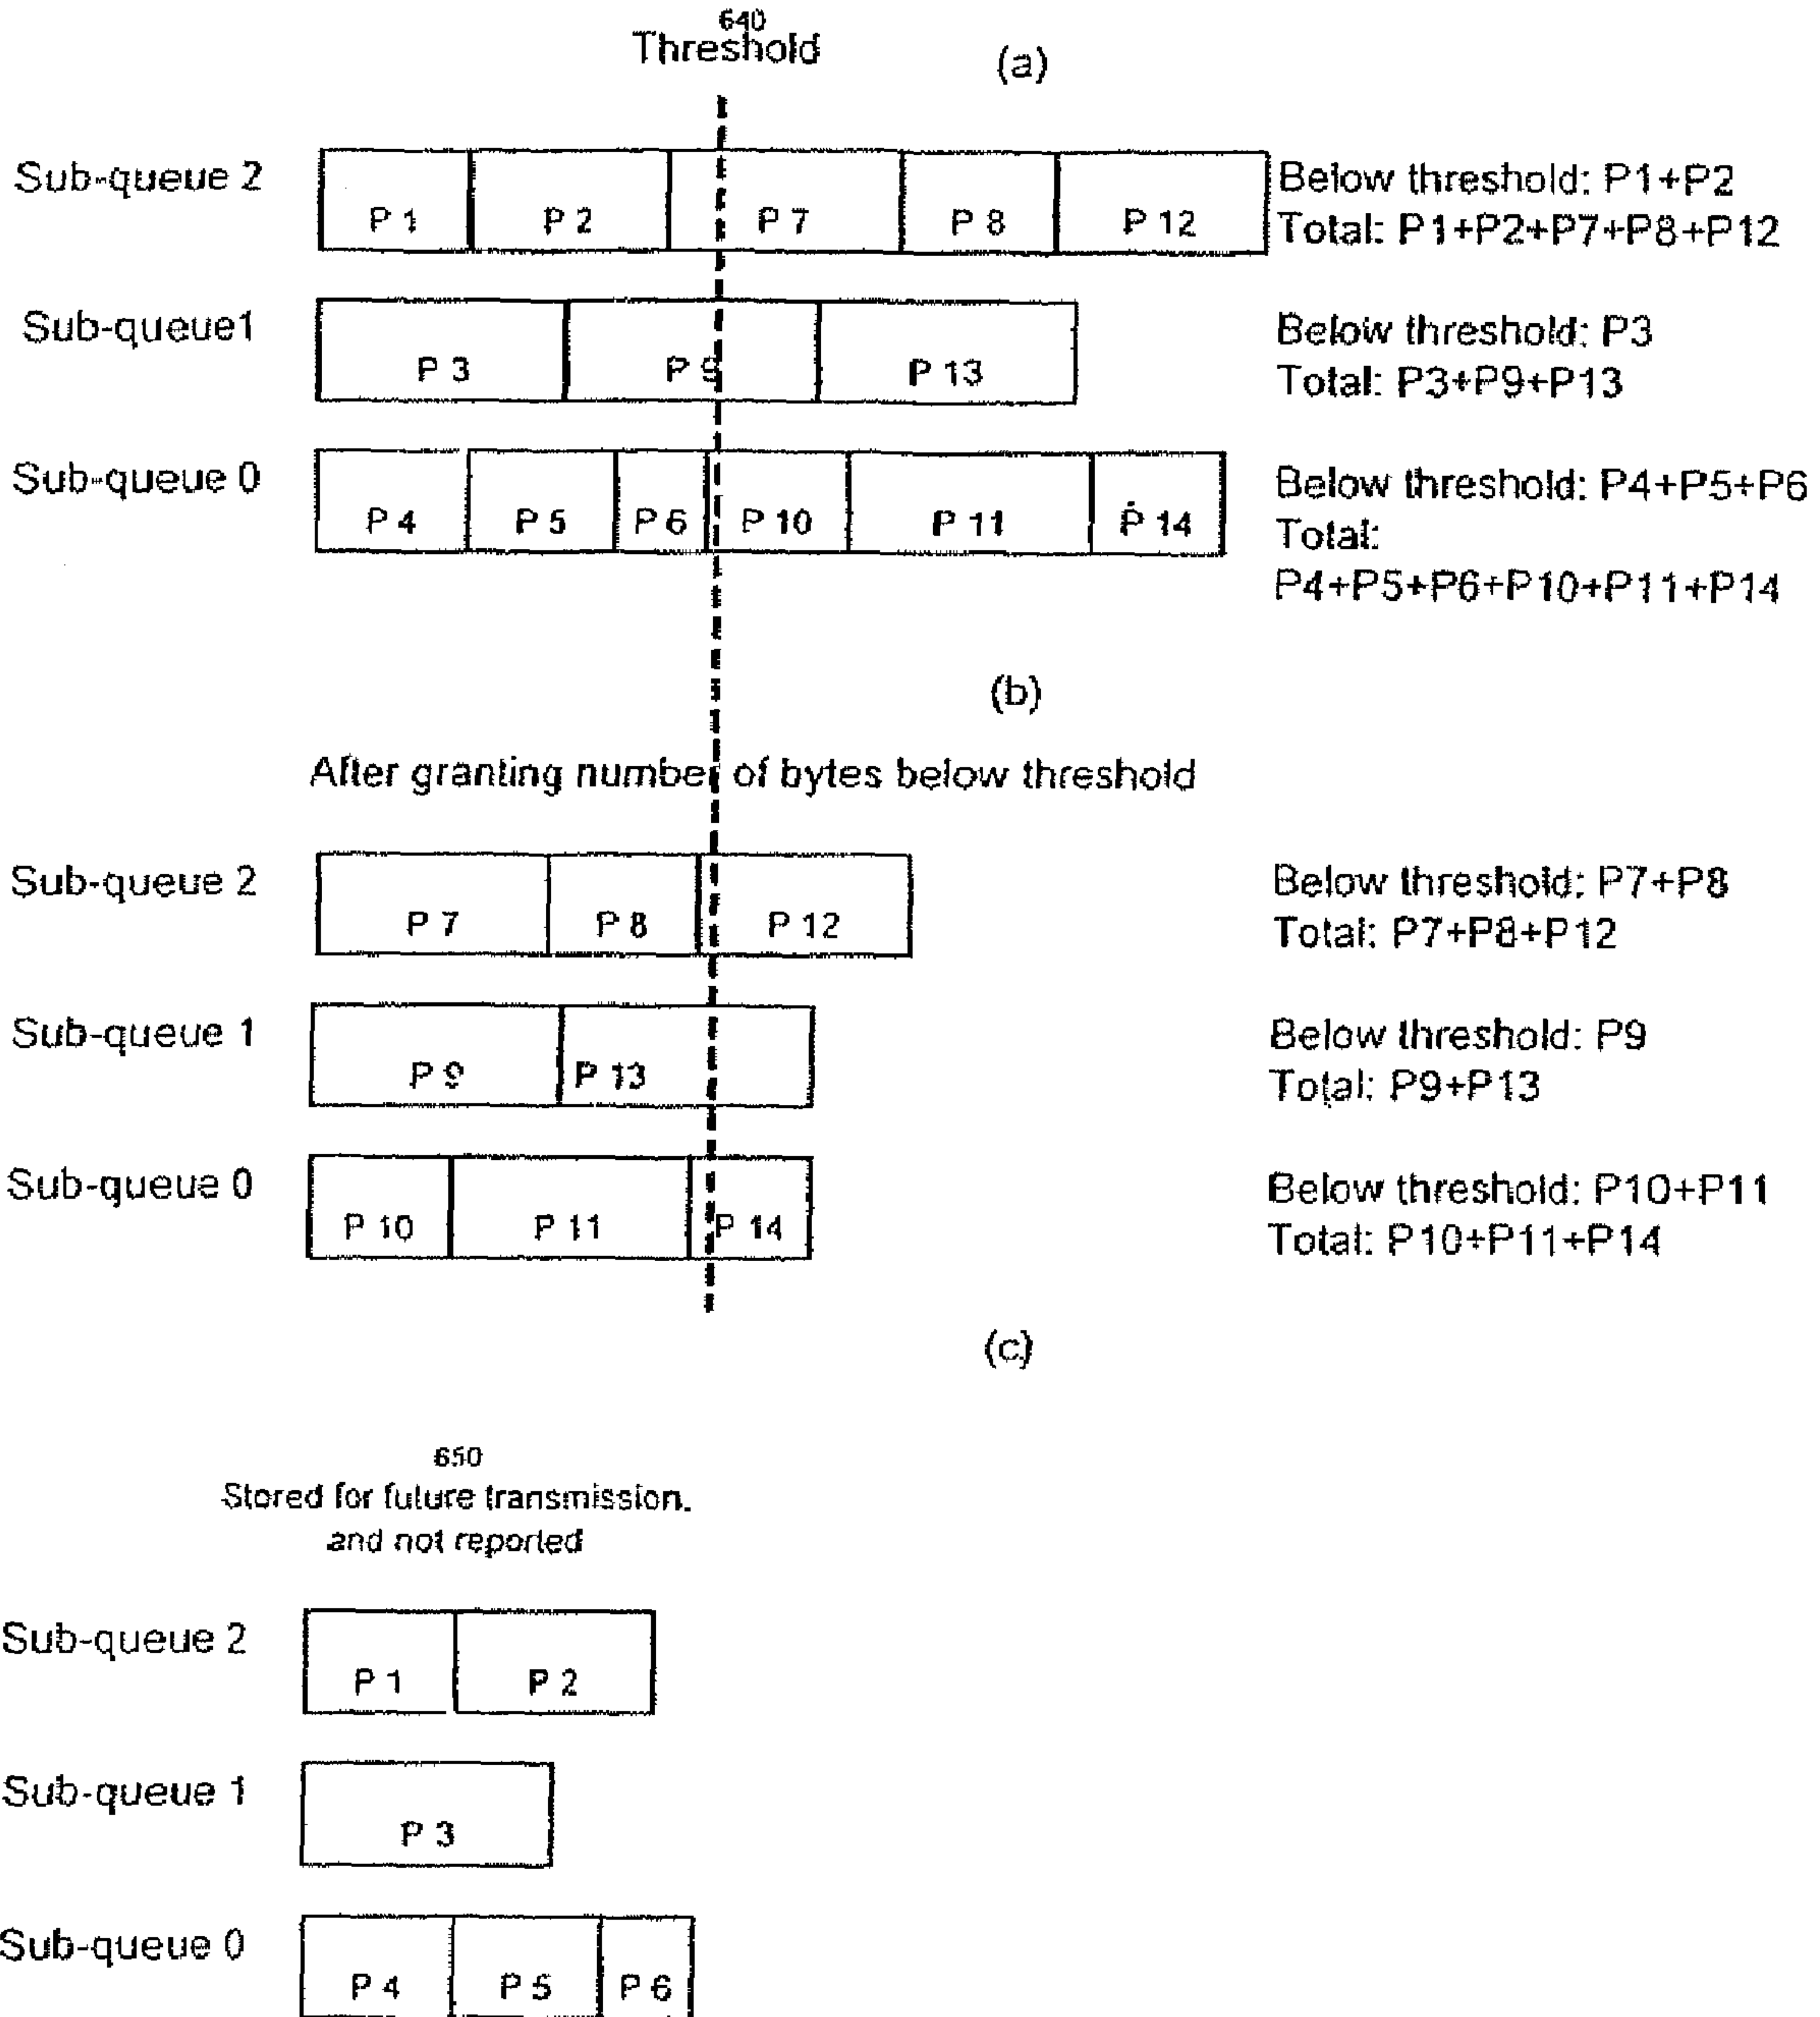 640
Threshold
(a)
Sub-queue 2
P 1 P 2 P 7 P 8 P 12
Below threshold: P1+P2
Total: P1+P2+P7+P8+P12
Sub-queue1
P 3 P 9 P 13
Below threshold: P3
Total: P3+P9+P13
Sub-queue 0
P 4 P 5 P 6 P 10 P 11 P 14
Below threshold: P4+P5+P6
Total:
P4+P5+P6+P10+P11+P14
(b)
After granting number of bytes below threshold
Sub-queue 2
P 7 P 8 P 12
Below threshold: P7+P8
Total: P7+P8+P12
Sub-queue 1
P 9 P 13
Below threshold: P9
Total: P9+P13
Sub-queue 0
P 10 P 11 P 14
Below threshold: P10+P11
Total: P10+P11+P14
(c)
650
Stored for future transmission.
and not reported
Sub-queue 2
P 1 P 2
Sub-queue 1
P 3
Sub-queue 0
P 4 P 5 P 6